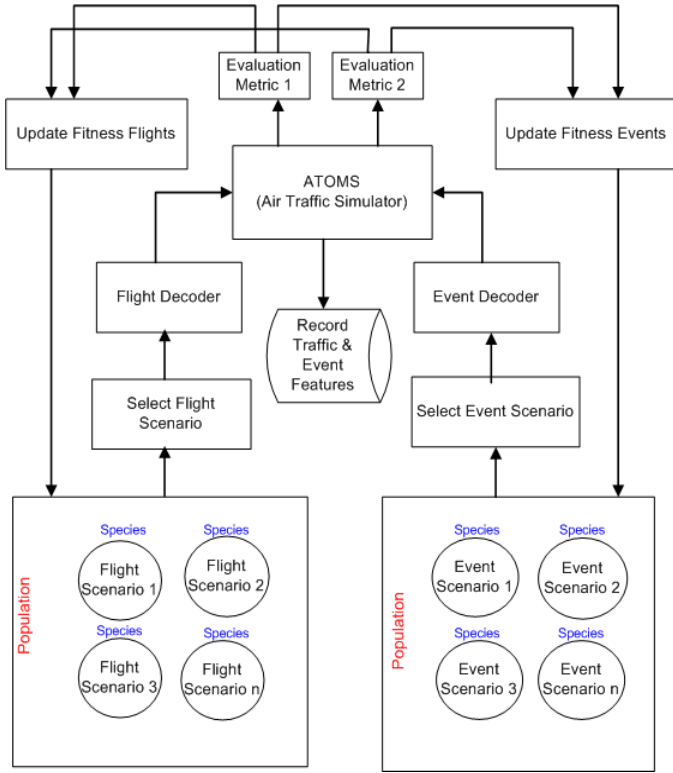 Evaluation
Metric 1
Evaluation
Metric 2
Update Fitness Flights
Update Fitness Events
ATOMS
(Air Traffic Simulator)
Flight Decoder
Event Decoder
Record
Traffic &
Event
Features
Select Flight
Scenario
Select Event Scenario
Population
Species
Flight
Scenario 1
Species
Flight
Scenario 2
Species
Flight
Scenario 3
Species
Flight
Scenario n
Population
Species
Event
Scenario 1
Species
Event
Scenario 2
Species
Event
Scenario 3
Species
Event
Scenario n